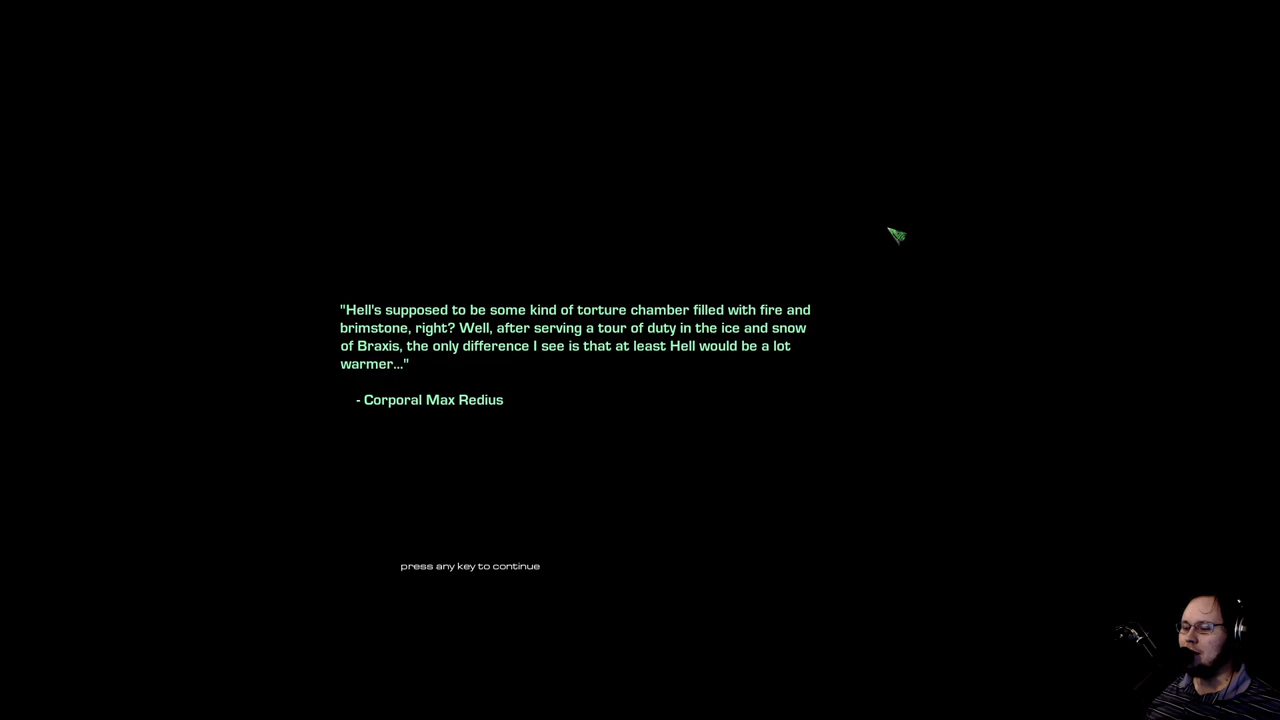 "Hell's supposed to be some kind of torture chamber filled with fire and
brimstone, right? Well, after serving a tour of duty in the ice and snow
of Braxis, the only difference I see is that at least Hell would be a lot
warmer..."
- Corporal Max Redius
press any key to continue